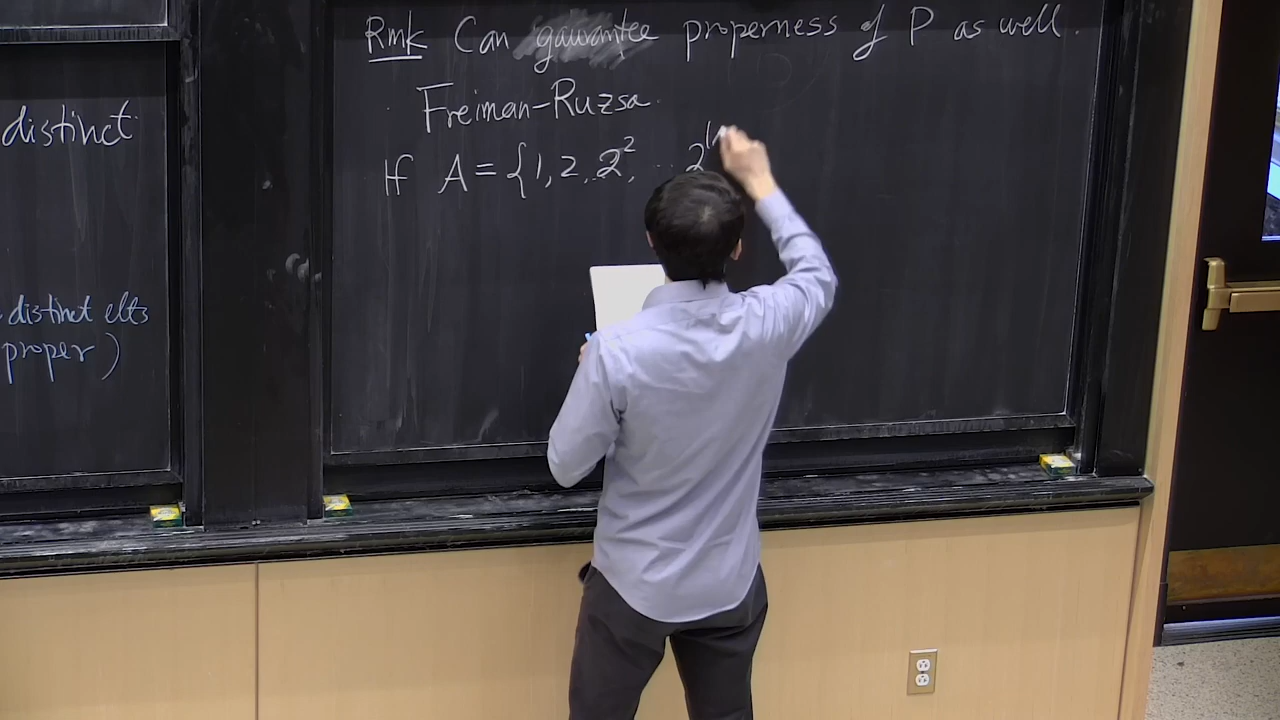 distinct
distinct elts
proper)
Rmk Can guarantee properness of P as well.
Freiman-Ruzsa.
If A = {1, 2, 2², ... 2